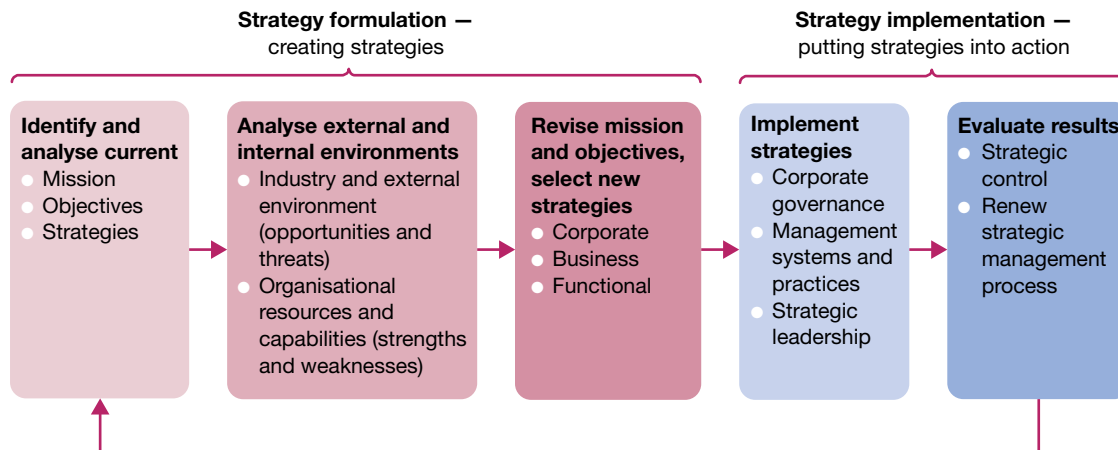 Strategy formulation —
creating strategies
Strategy implementation —
putting strategies into action
Identify and
analyse current
Mission
Objectives
Strategies
Analyse external and
internal environments
Industry and external
environment
(opportunities and
threats)
Organisational
resources and
capabilities (strengths
and weaknesses)
Revise mission
and objectives,
select new
strategies
Corporate
Business
Functional
Implement
strategies
Corporate
governance
Management
systems and
practices
Strategic
leadership
Evaluate results
Strategic
control
Renew
strategic
management
process